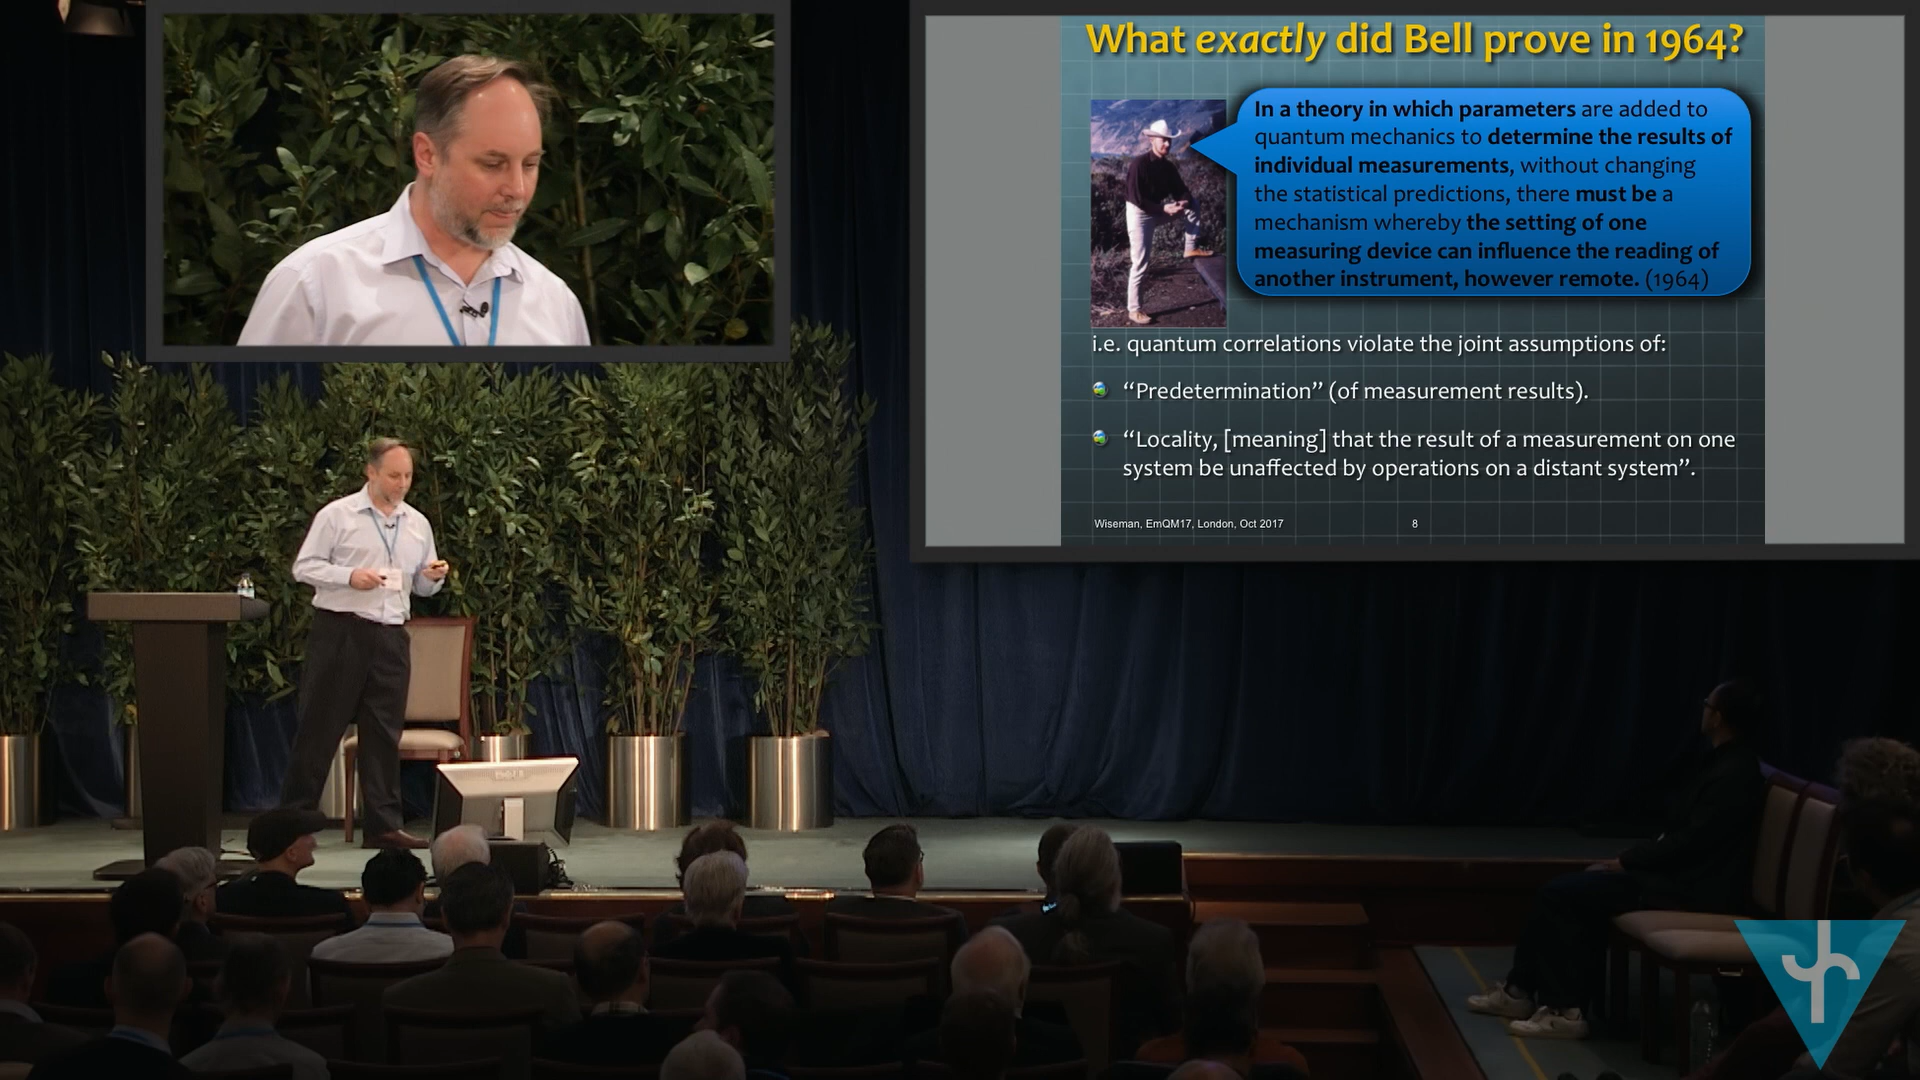 What exactly did Bell prove in 1964?
In a theory in which parameters are added to
quantum mechanics to determine the results of
individual measurements, without changing
the statistical predictions, there must be a
mechanism whereby the setting of one
measuring device can influence the reading of
another instrument, however remote. (1964)
i.e. quantum correlations violate the joint assumptions of:
“Predetermination” (of measurement results).
“Locality, [meaning] that the result of a measurement on one
system be unaffected by operations on a distant system”.
Wiseman, EmQM17, London, Oct 2017 8
DELL